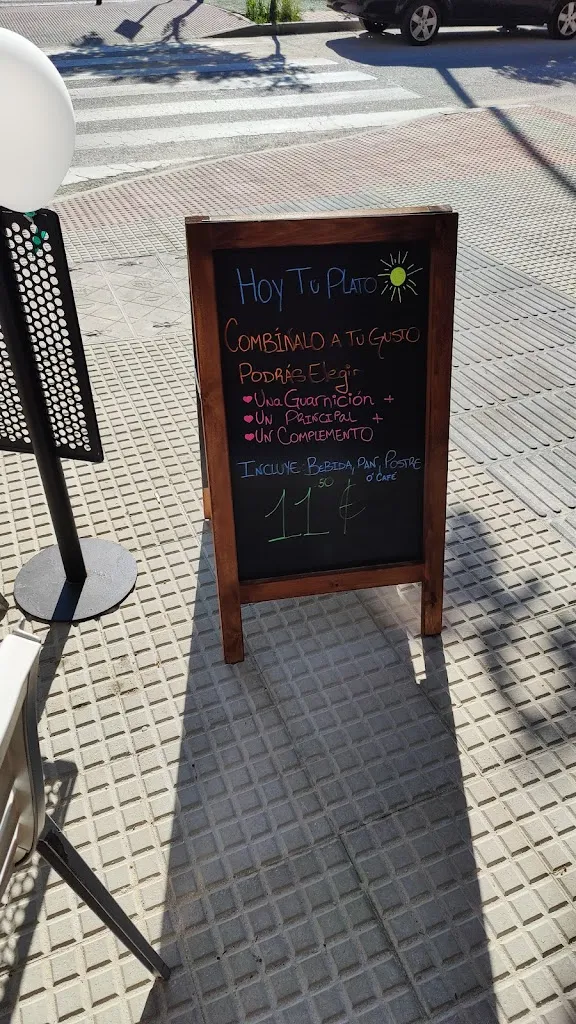 Hoy Tu Plato
Combínalo a Tu Gusto
Podrás Elegir
Una Guarnición +
Un Principal +
Un Complemento
Incluye: Bebida, Pan, Postre
ó Café
11.50 €